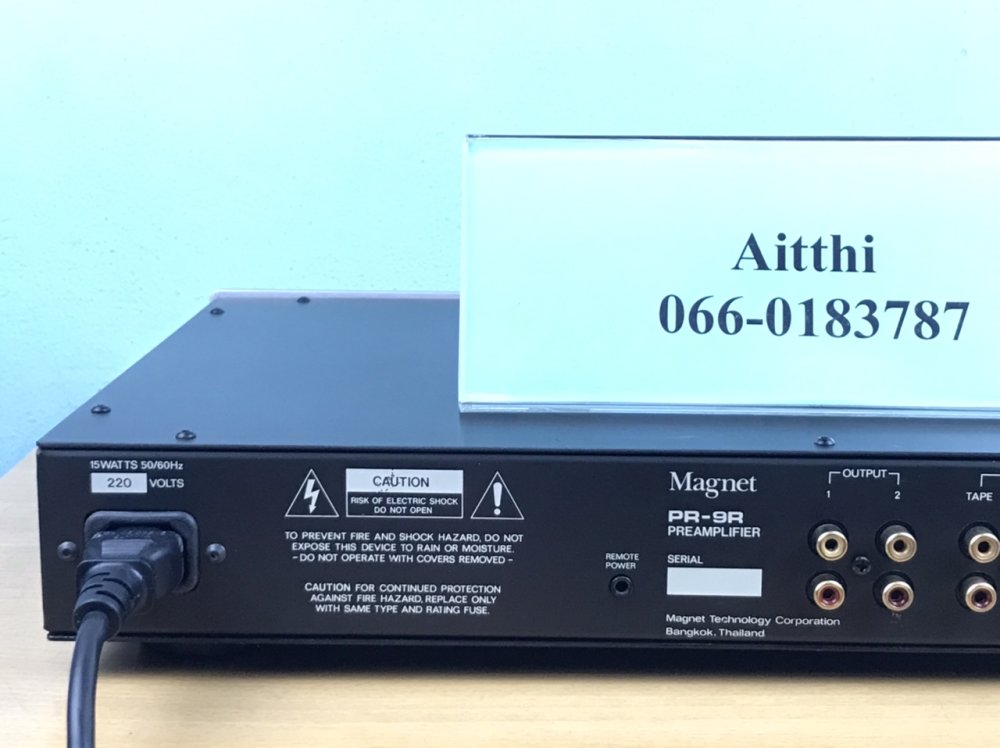 Aitthi
066-0183787
15WATTS 50/60Hz
220 VOLTS
CAUTION
RISK OF ELECTRIC SHOCK
DO NOT OPEN
TO PREVENT FIRE AND SHOCK HAZARD, DO NOT
EXPOSE THIS DEVICE TO RAIN OR MOISTURE.
- DO NOT OPERATE WITH COVERS REMOVED -
CAUTION FOR CONTINUED PROTECTION
AGAINST FIRE HAZARD, REPLACE ONLY
WITH SAME TYPE AND RATING FUSE.
REMOTE
POWER
Magnet
PR-9R
PREAMPLIFIER
SERIAL
Magnet Technology Corporation
Bangkok, Thailand
OUTPUT
1 2
TAPE